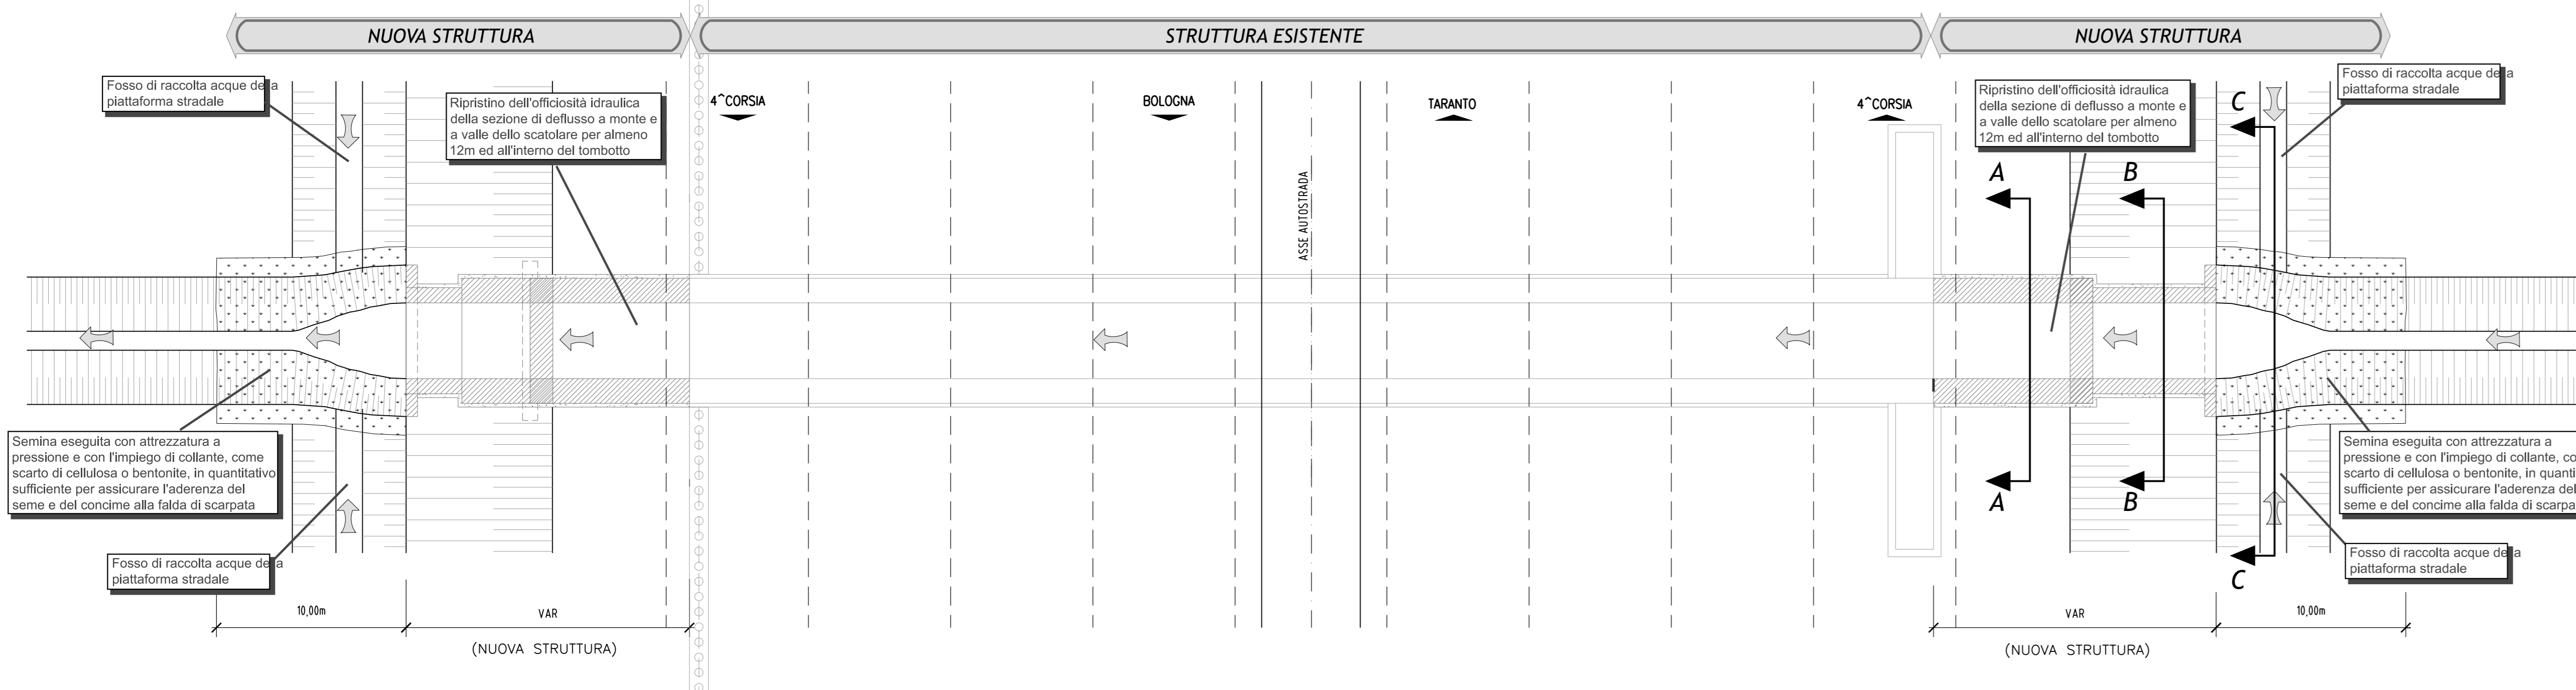 NUOVA STRUTTURA
STRUTTURA ESISTENTE
NUOVA STRUTTURA
Fosso di raccolta acque della
piattaforma stradale
Ripristino dell'officiosità idraulica
della sezione di deflusso a monte e
a valle dello scatolare per almeno
12m ed all'interno del tombotto
4^CORSIA
BOLOGNA
TARANTO
4^CORSIA
Ripristino dell'officiosità idraulica
della sezione di deflusso a monte e
a valle dello scatolare per almeno
12m ed all'interno del tombotto
Fosso di raccolta acque della
piattaforma stradale
C
A
B
ASSE AUTOSTRADA
Semina eseguita con attrezzatura a
pressione e con l'impiego di collante, come
scarto di cellulosa o bentonite, in quantitativo
sufficiente per assicurare l'aderenza del
seme e del concime alla falda di scarpata
A
B
C
Semina eseguita con attrezzatura a
pressione e con l'impiego di collante, co
scarto di cellulosa o bentonite, in quanti
sufficiente per assicurare l'aderenza del
seme e del concime alla falda di scarpa
Fosso di raccolta acque della
piattaforma stradale
Fosso di raccolta acque della
piattaforma stradale
10,00m
VAR
(NUOVA STRUTTURA)
VAR
10,00m
(NUOVA STRUTTURA)